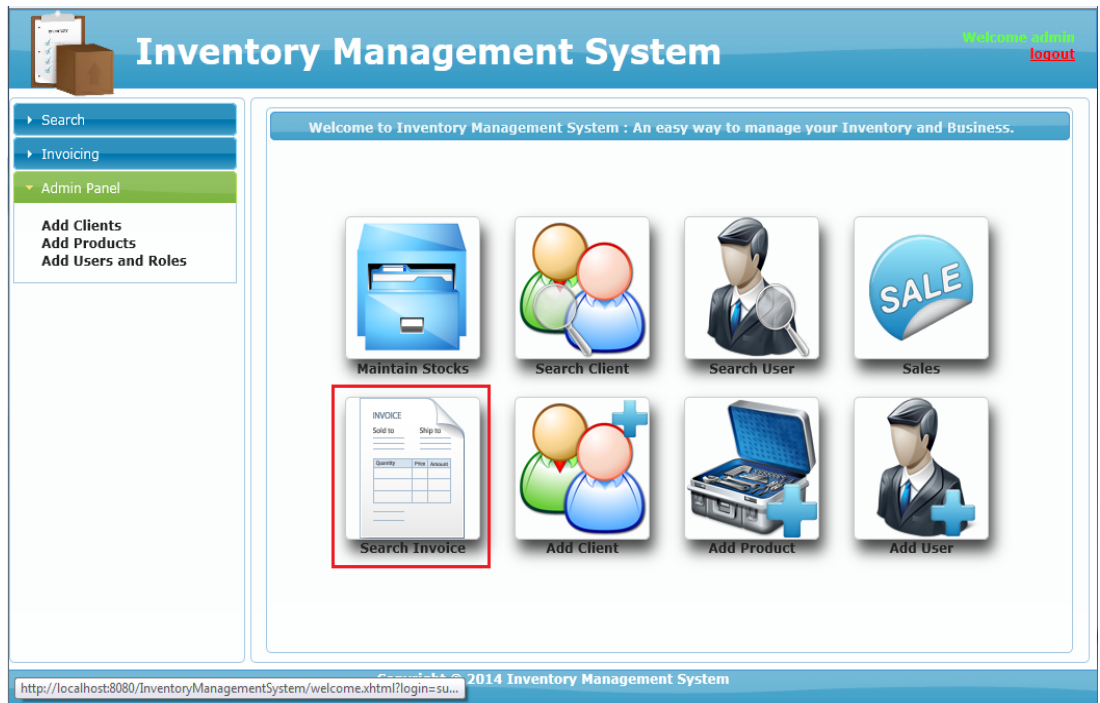 Inventory Management System
Welcome admin
logout
Search
Invoicing
Admin Panel
Add Clients
Add Products
Add Users and Roles
Welcome to Inventory Management System : An easy way to manage your Inventory and Business.
SALE
Maintain Stocks
Search Client
Search User
Sales
INVOICE
Sold to Ship to
Quantity Price Amount
Search Invoice
Add Client
Add Product
Add User
Copyright © 2014 Inventory Management System
http://localhost:8080/InventoryManagementSystem/welcome.xhtml?login=su...